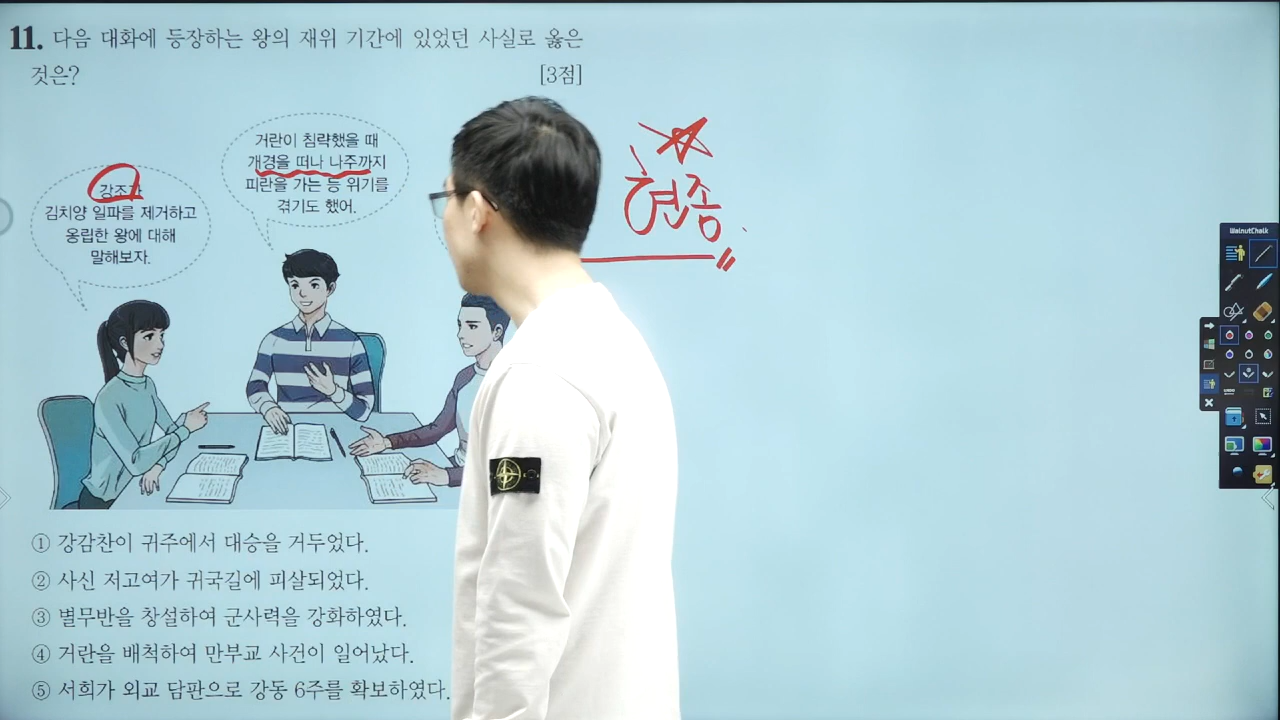 11. 다음 대화에 등장하는 왕의 재위 기간에 있었던 사실로 옳은
것은? [3점]
거란이 침략했을 때
개경을 떠나 나주까지
피란을 가는 등 위기를
겪기도 했어.
강조가
김치양 일파를 제거하고
옹립한 왕에 대해
말해보자.
현종
① 강감찬이 귀주에서 대승을 거두었다.
② 사신 저고여가 귀국길에 피살되었다.
③ 별무반을 창설하여 군사력을 강화하였다.
④ 거란을 배척하여 만부교 사건이 일어났다.
⑤ 서희가 외교 담판으로 강동 6주를 확보하였다.
WalnutChalk